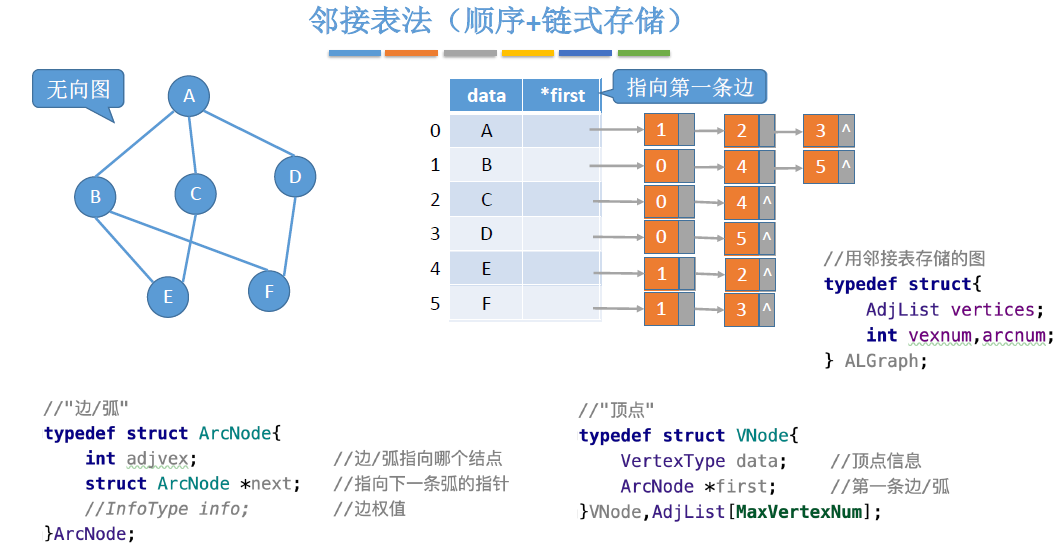 邻接表法（顺序+链式存储）
无向图
A
B
C
D
E
F
指向第一条边
data *first
0 A 1 2 3 ^
1 B 0 4 5 ^
2 C 0 4 ^
3 D 0 5 ^
4 E 1 2 ^
5 F 1 3 ^
//用邻接表存储的图
typedef struct{
AdjList vertices;
int vexnum,arcnum;
} ALGraph;
//"边/弧"
typedef struct ArcNode{
int adjvex; //边/弧指向哪个结点
struct ArcNode *next; //指向下一条弧的指针
//InfoType info; //边权值
}ArcNode;
//"顶点"
typedef struct VNode{
VertexType data; //顶点信息
ArcNode *first; //第一条边/弧
}VNode,AdjList[MaxVertexNum];